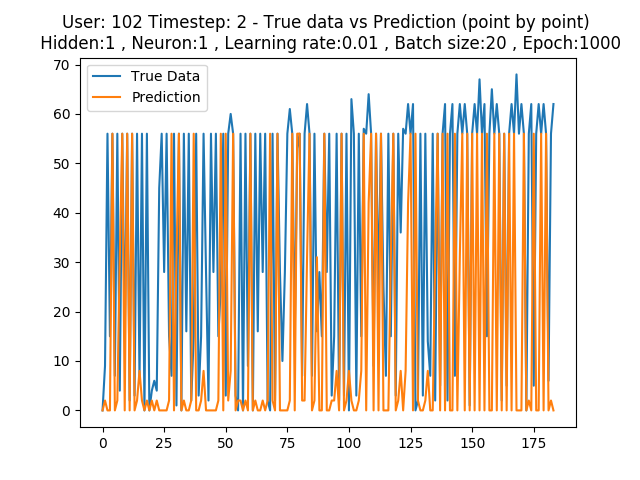 User: 102 Timestep: 2 - True data vs Prediction (point by point)
Hidden:1 , Neuron:1 , Learning rate:0.01 , Batch size:20 , Epoch:1000
True Data
Prediction
70
60
50
40
30
20
10
0
0 25 50 75 100 125 150 175